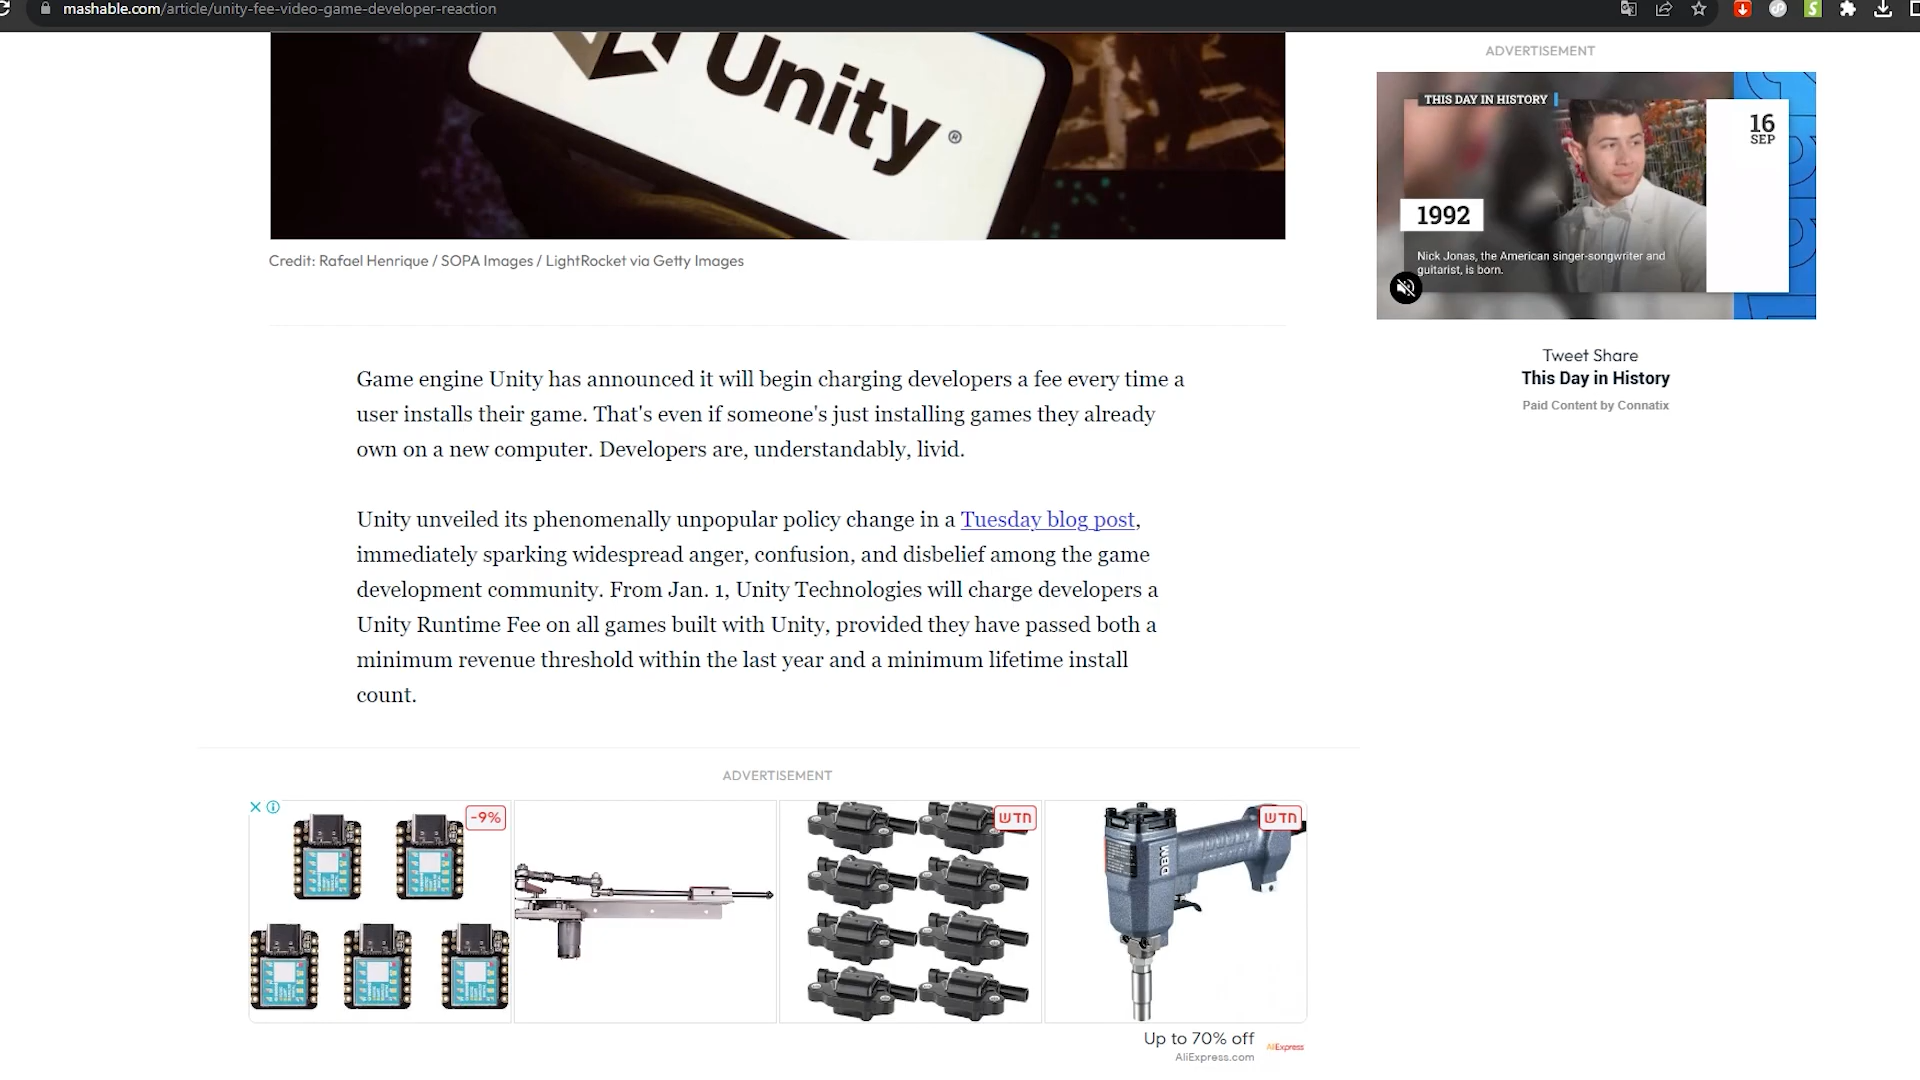 mashable.com/article/unity-fee-video-game-developer-reaction
Unity®
Credit: Rafael Henrique / SOPA Images / LightRocket via Getty Images
Game engine Unity has announced it will begin charging developers a fee every time a
user installs their game. That's even if someone's just installing games they already
own on a new computer. Developers are, understandably, livid.
Unity unveiled its phenomenally unpopular policy change in a Tuesday blog post,
immediately sparking widespread anger, confusion, and disbelief among the game
development community. From Jan. 1, Unity Technologies will charge developers a
Unity Runtime Fee on all games built with Unity, provided they have passed both a
minimum revenue threshold within the last year and a minimum lifetime install
count.
ADVERTISEMENT
THIS DAY IN HISTORY
16
SEP
1992
Nick Jonas, the American singer-songwriter and
guitarist, is born.
Tweet Share
This Day in History
Paid Content by Connatix
ADVERTISEMENT
-9%
חדש
חדש
DBM
Up to 70% off
AliExpress.com
AliExpress